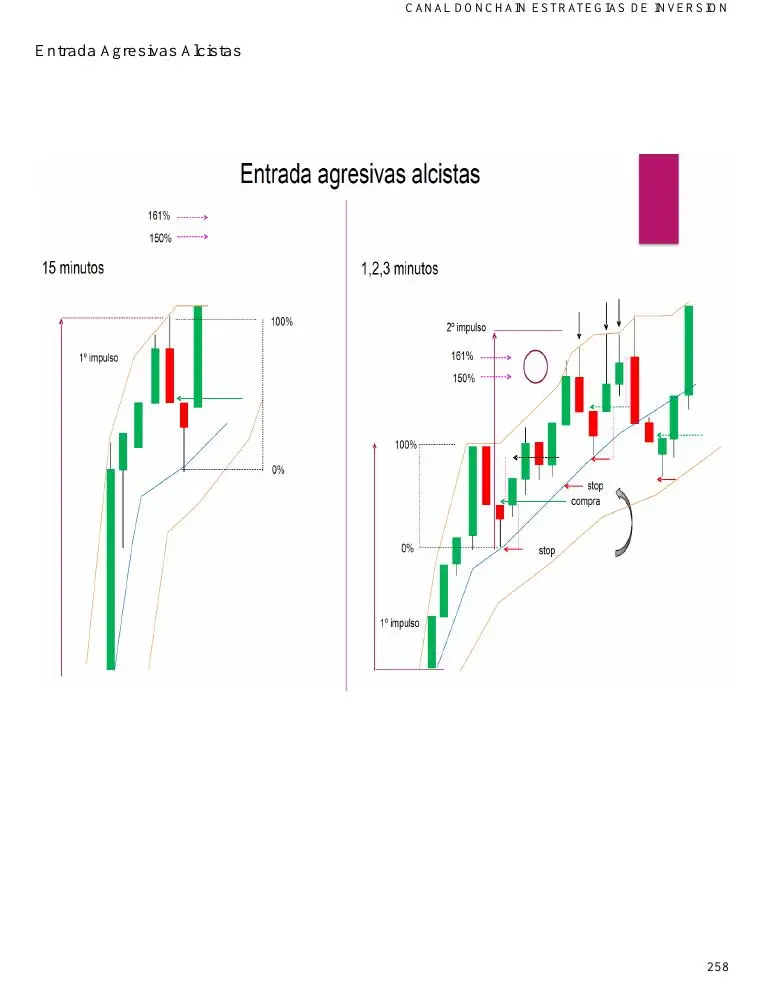 CANAL DONCHAIN ESTRATEGIAS DE INVERSION
Entrada Agresivas Alcistas
Entrada agresivas alcistas
161%
150%
15 minutos
1,2,3 minutos
100%
1º impulso
0%
2º impulso
161%
150%
100%
stop
compra
0%
stop
1º impulso
258